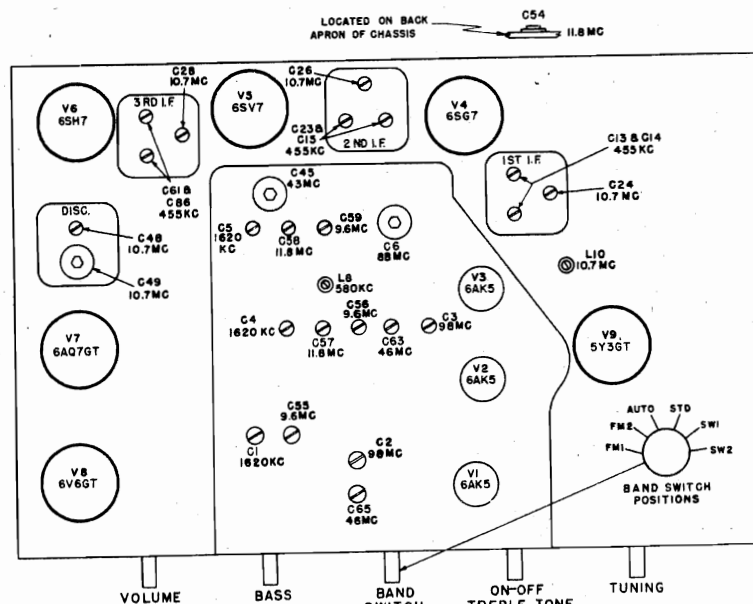 LOCATED ON BACK
APRON OF CHASSIS
C54
11.8MC
V6
6SH7
3RD I.F.
C28
10.7MC
C61 &
C86
455KC
V5
6SV7
C26
10.7MC
C23 &
C15
455KC
2ND I.F.
V4
6SG7
1ST I.F.
C13 & C14
455KC
C24
10.7MC
DISC.
C48
10.7MC
C49
10.7MC
C45
43MC
C5
1620
KC
C58
11.8MC
C59
9.6MC
C6
88MC
L8
580KC
L10
10.7MC
V3
6AK5
C4
1620KC
C57
11.8MC
C56
9.6MC
C63
46MC
C3
98MC
V7
6AQ7GT
V9
5Y3GT
V2
6AK5
C1
1620KC
C55
9.6MC
C2
98MC
C65
46MC
V8
6V6GT
V1
6AK5
FM1
FM2
AUTO
STD
SW1
SW2
BAND SWITCH
POSITIONS
VOLUME
BASS
BAND
SWITCH
ON-OFF
TREBLE TONE
TUNING